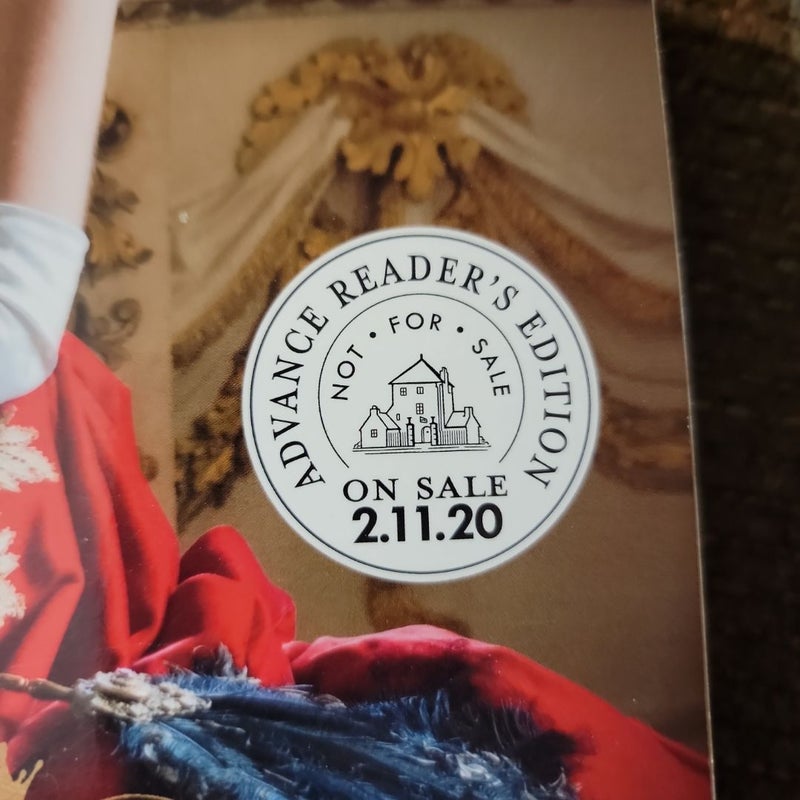 ADVANCE READER'S EDITION
NOT • FOR • SALE
ON SALE
2.11.20